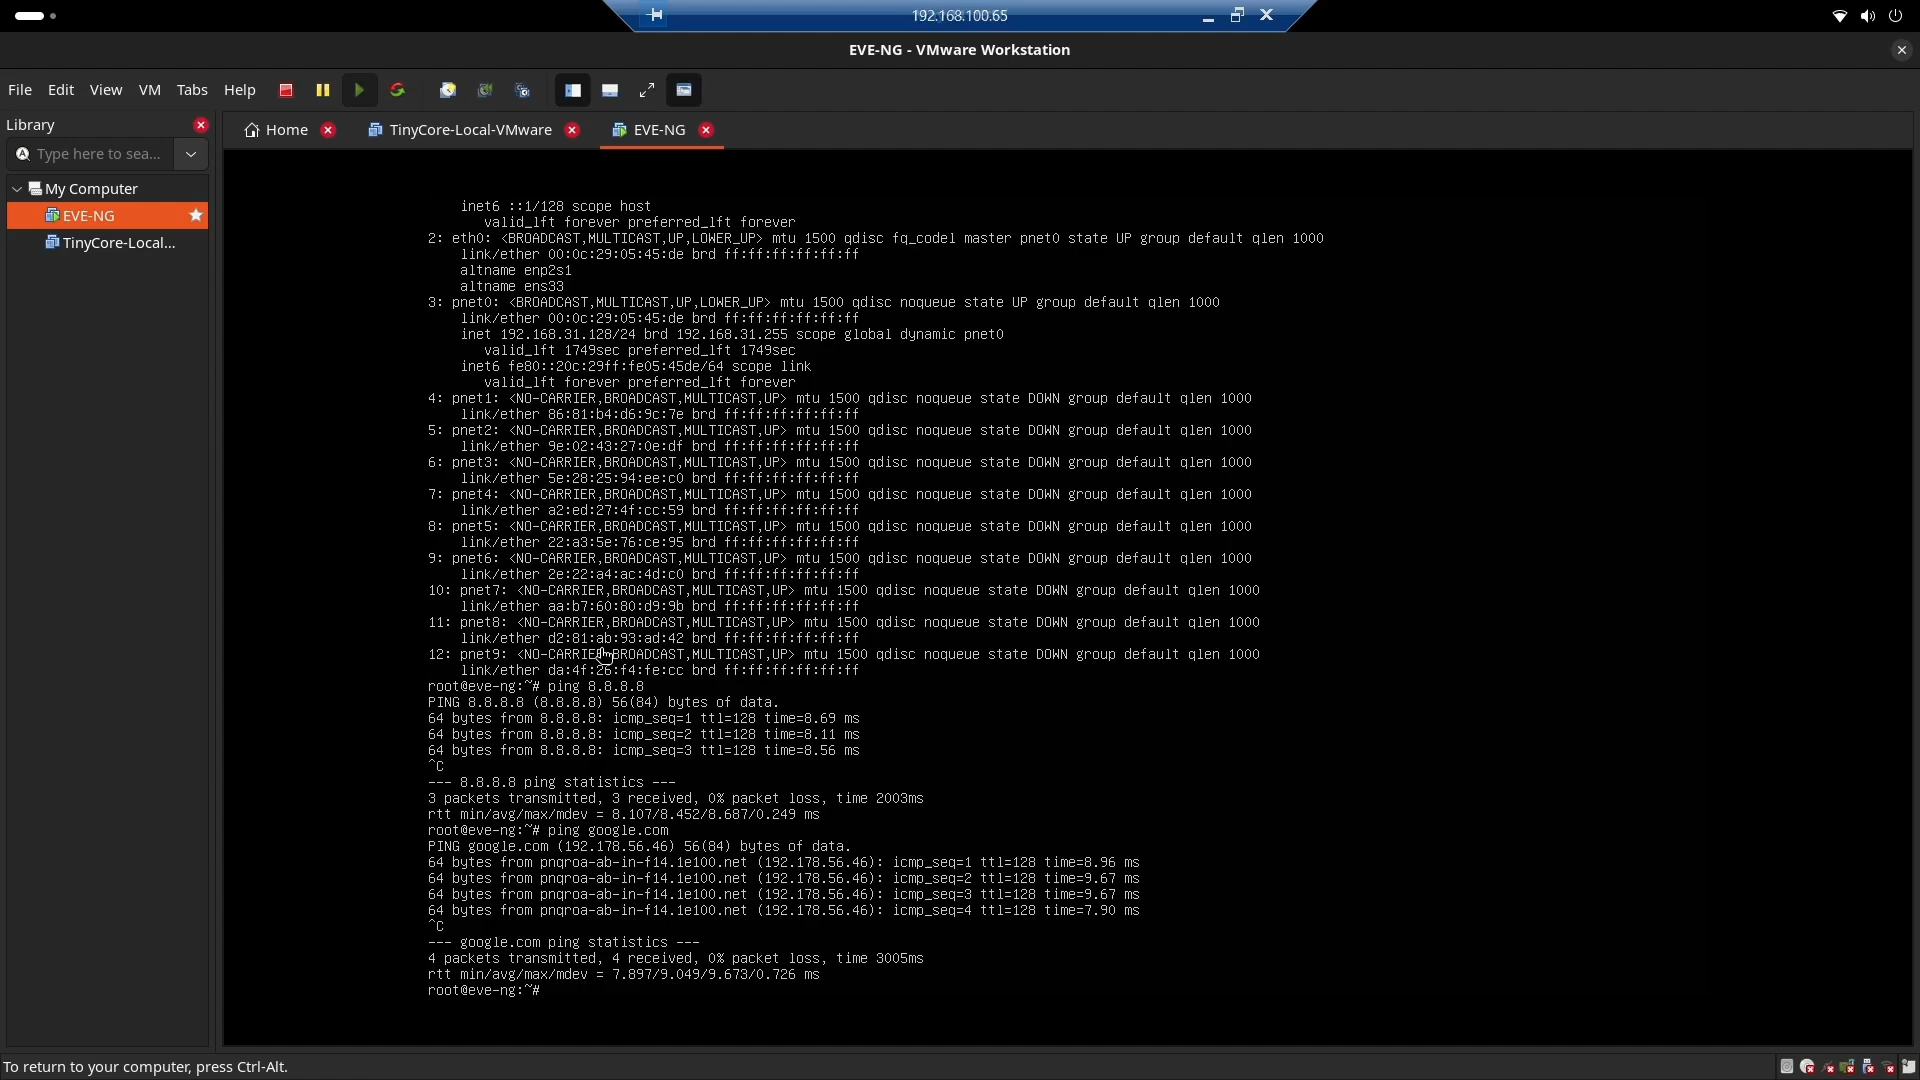 192.168.100.65
EVE-NG - VMware Workstation
File Edit View VM Tabs Help
Library
Home TinyCore-Local-VMware EVE-NG
Type here to sea...
My Computer
EVE-NG
TinyCore-Local...
inet6 ::1/128 scope host
valid_lft forever preferred_lft forever
2: eth0: <BROADCAST,MULTICAST,UP,LOWER_UP> mtu 1500 qdisc fq_codel master pnet0 state UP group default qlen 1000
link/ether 00:0c:29:05:45:de brd ff:ff:ff:ff:ff:ff
altname enp2s1
altname ens33
3: pnet0: <BROADCAST,MULTICAST,UP,LOWER_UP> mtu 1500 qdisc noqueue state UP group default qlen 1000
link/ether 00:0c:29:05:45:de brd ff:ff:ff:ff:ff:ff
inet 192.168.31.128/24 brd 192.168.31.255 scope global dynamic pnet0
valid_lft 1749sec preferred_lft 1749sec
inet6 fe80::20c:29ff:fe05:45de/64 scope link
valid_lft forever preferred_lft forever
4: pnet1: <NO-CARRIER,BROADCAST,MULTICAST,UP> mtu 1500 qdisc noqueue state DOWN group default qlen 1000
link/ether 86:81:b4:d6:9c:7e brd ff:ff:ff:ff:ff:ff
5: pnet2: <NO-CARRIER,BROADCAST,MULTICAST,UP> mtu 1500 qdisc noqueue state DOWN group default qlen 1000
link/ether 9e:02:43:27:0e:df brd ff:ff:ff:ff:ff:ff
6: pnet3: <NO-CARRIER,BROADCAST,MULTICAST,UP> mtu 1500 qdisc noqueue state DOWN group default qlen 1000
link/ether 5e:28:25:94:ee:c0 brd ff:ff:ff:ff:ff:ff
7: pnet4: <NO-CARRIER,BROADCAST,MULTICAST,UP> mtu 1500 qdisc noqueue state DOWN group default qlen 1000
link/ether a2:ed:27:4f:cc:59 brd ff:ff:ff:ff:ff:ff
8: pnet5: <NO-CARRIER,BROADCAST,MULTICAST,UP> mtu 1500 qdisc noqueue state DOWN group default qlen 1000
link/ether 22:a3:5e:76:ce:95 brd ff:ff:ff:ff:ff:ff
9: pnet6: <NO-CARRIER,BROADCAST,MULTICAST,UP> mtu 1500 qdisc noqueue state DOWN group default qlen 1000
link/ether 2e:22:a4:ac:4d:c0 brd ff:ff:ff:ff:ff:ff
10: pnet7: <NO-CARRIER,BROADCAST,MULTICAST,UP> mtu 1500 qdisc noqueue state DOWN group default qlen 1000
link/ether aa:b7:60:80:d9:9b brd ff:ff:ff:ff:ff:ff
11: pnet8: <NO-CARRIER,BROADCAST,MULTICAST,UP> mtu 1500 qdisc noqueue state DOWN group default qlen 1000
link/ether d2:81:ab:93:ad:42 brd ff:ff:ff:ff:ff:ff
12: pnet9: <NO-CARRIER,BROADCAST,MULTICAST,UP> mtu 1500 qdisc noqueue state DOWN group default qlen 1000
link/ether da:4f:26:f4:fe:cc brd ff:ff:ff:ff:ff:ff
root@eve-ng:~# ping 8.8.8.8
PING 8.8.8.8 (8.8.8.8) 56(84) bytes of data.
64 bytes from 8.8.8.8: icmp_seq=1 ttl=128 time=8.69 ms
64 bytes from 8.8.8.8: icmp_seq=2 ttl=128 time=8.11 ms
64 bytes from 8.8.8.8: icmp_seq=3 ttl=128 time=8.56 ms
^C
--- 8.8.8.8 ping statistics ---
3 packets transmitted, 3 received, 0% packet loss, time 2003ms
rtt min/avg/max/mdev = 8.107/8.452/8.687/0.249 ms
root@eve-ng:~# ping google.com
PING google.com (192.178.56.46) 56(84) bytes of data.
64 bytes from pnqroa-ab-in-f14.1e100.net (192.178.56.46): icmp_seq=1 ttl=128 time=8.96 ms
64 bytes from pnqroa-ab-in-f14.1e100.net (192.178.56.46): icmp_seq=2 ttl=128 time=9.67 ms
64 bytes from pnqroa-ab-in-f14.1e100.net (192.178.56.46): icmp_seq=3 ttl=128 time=9.67 ms
64 bytes from pnqroa-ab-in-f14.1e100.net (192.178.56.46): icmp_seq=4 ttl=128 time=7.90 ms
^C
--- google.com ping statistics ---
4 packets transmitted, 4 received, 0% packet loss, time 3005ms
rtt min/avg/max/mdev = 7.897/9.049/9.673/0.726 ms
root@eve-ng:~#
To return to your computer, press Ctrl-Alt.